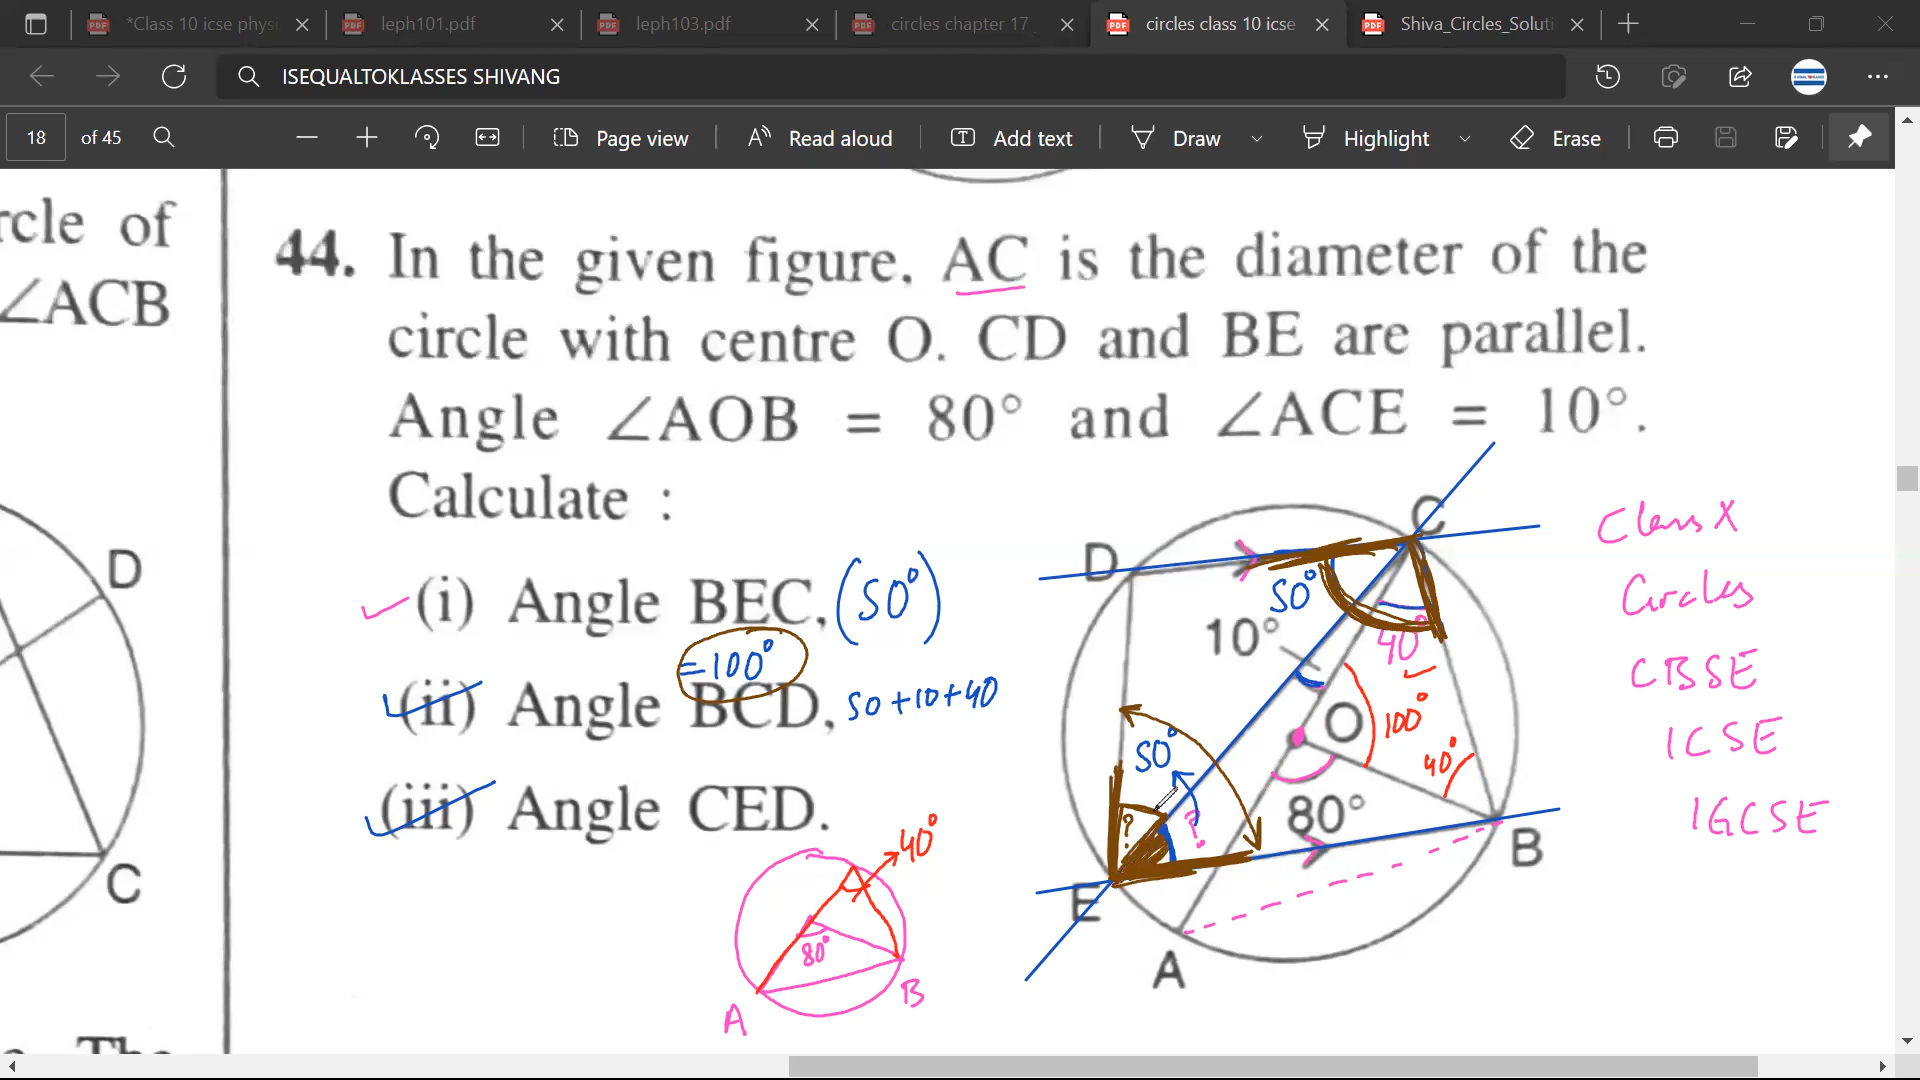 *Class 10 icse physi
leph101.pdf
leph103.pdf
circles chapter 17
circles class 10 icse
Shiva_Circles_Soluti
ISEQUALTOKLASSES SHIVANG
18 of 45
Page view
Read aloud
Add text
Draw
Highlight
Erase
rcle of
∠ACB
D
C
44. In the given figure, AC is the diameter of the
circle with centre O. CD and BE are parallel.
Angle ∠AOB = 80° and ∠ACE = 10°.
Calculate :
(i) Angle BEC, (50°)
=100°
(ii) Angle BCD, 50+10+40
(iii) Angle CED.
40°
80°
A
B
C
D
50°
10°
40°
O
100°
50°
40°
80°
?
?
B
E
A
Class X
Circles
CBSE
ICSE
IGCSE